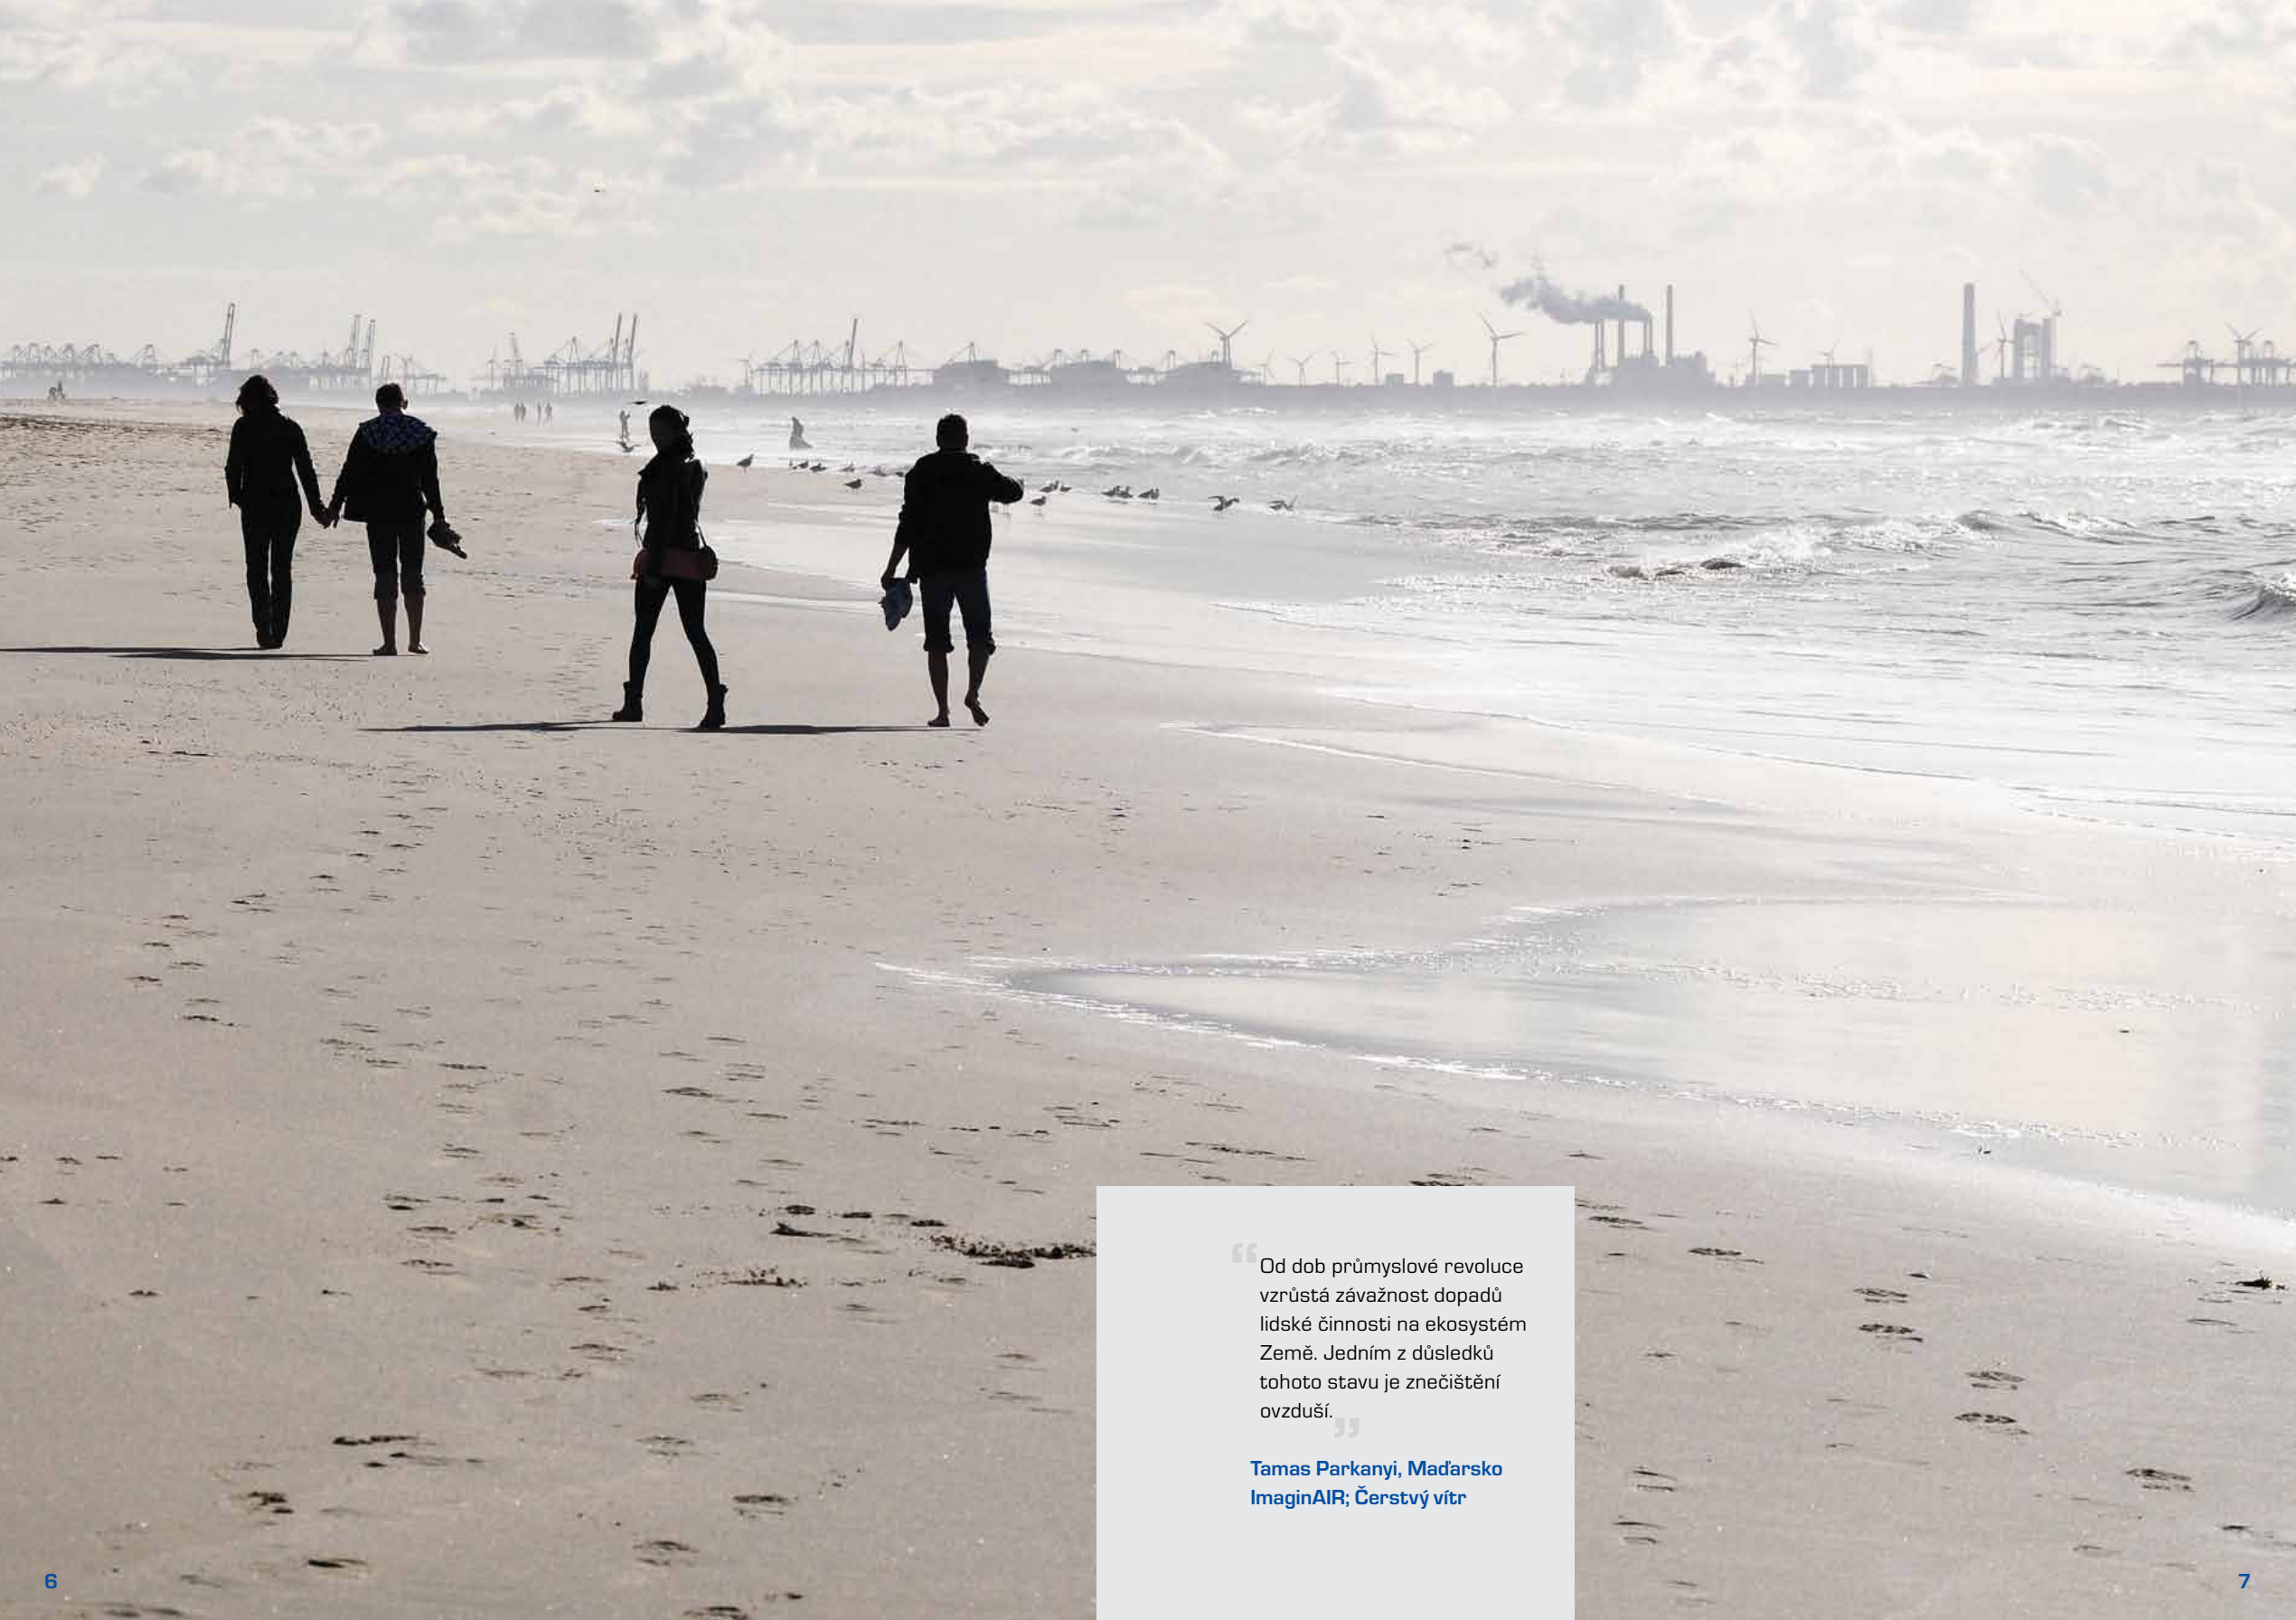 “Od dob průmyslové revoluce
vzrůstá závažnost dopadů
lidské činnosti na ekosystém
Země. Jedním z důsledků
tohoto stavu je znečištění
ovzduší.”
Tamas Parkanyi, Maďarsko
ImaginAIR; Čerstvý vítr
6
7